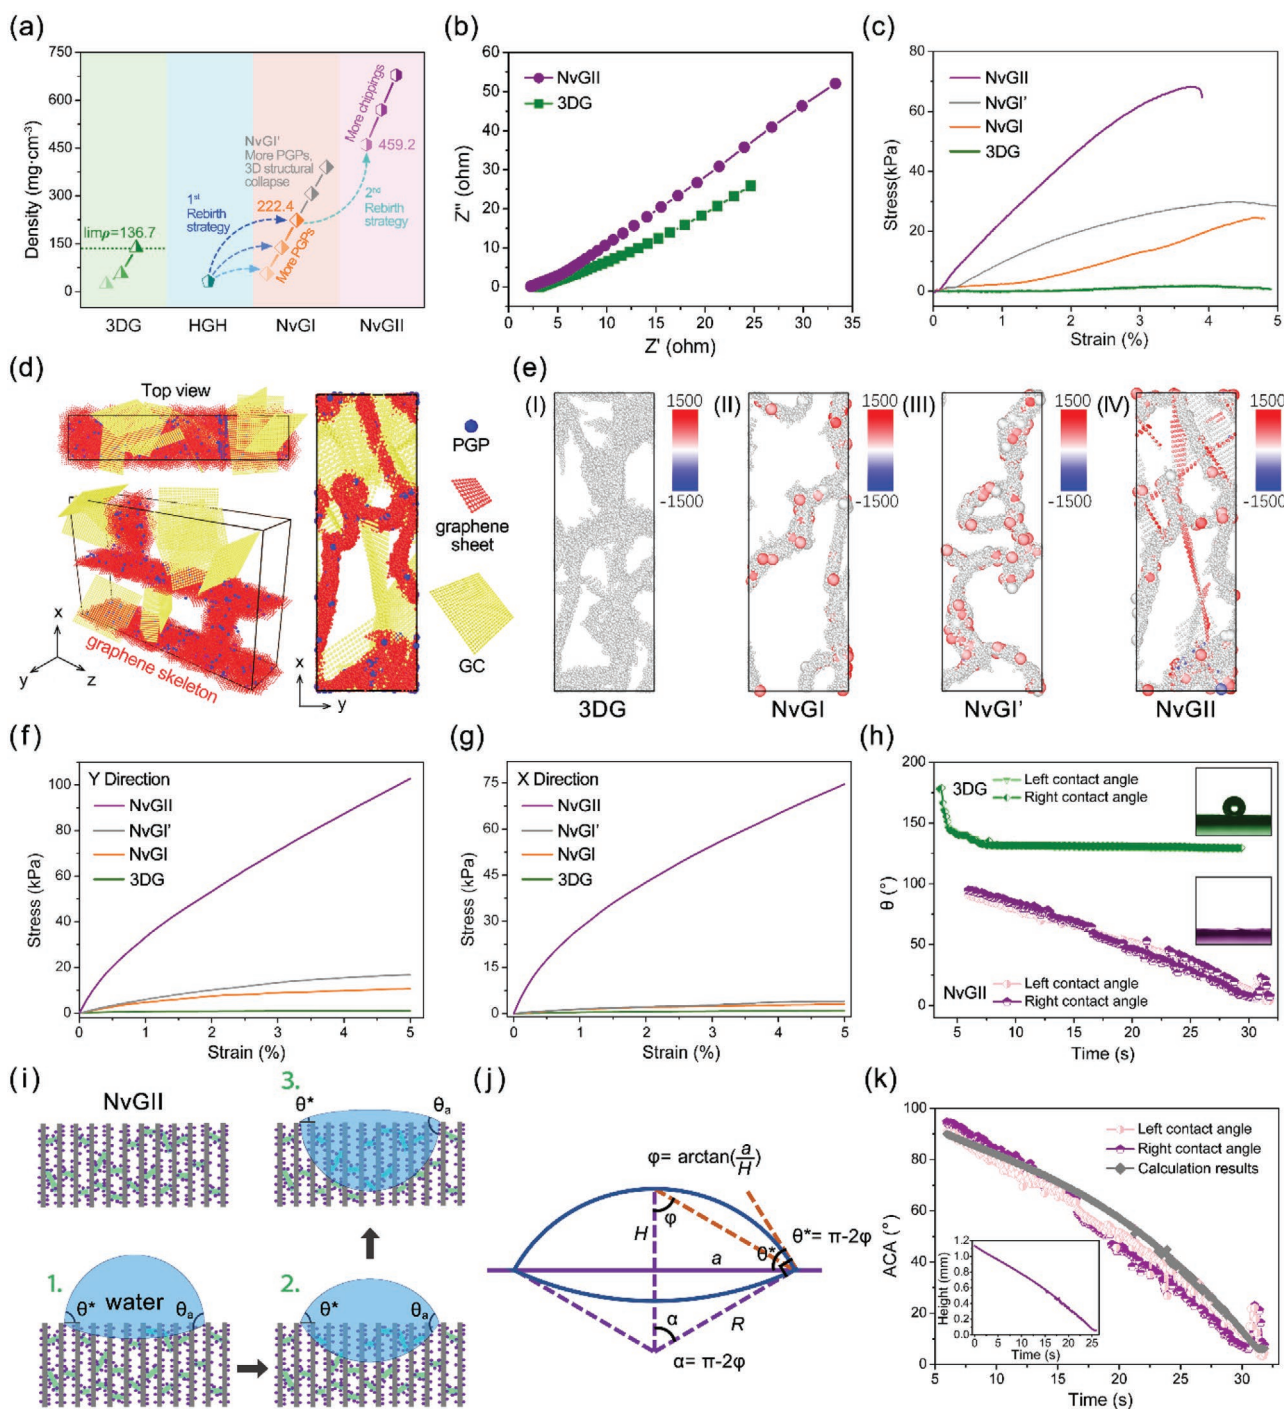 (a)
Density (mg·cm⁻³)
750
600
450
300
150
0
limρ=136.7
1ˢᵗ
Rebirth
strategy
222.4
More PGPs
NvGI'
More PGPs,
3D structural
collapse
More chippings
459.2
2ⁿᵈ
Rebirth
strategy
3DG HGH NvGI NvGII
(b)
Z'' (ohm)
60
50
40
30
20
10
0
NvGII
3DG
0 5 10 15 20 25 30 35
Z' (ohm)
(c)
Stress(kPa)
80
60
40
20
0
NvGII
NvGI'
NvGI
3DG
0 1 2 3 4 5
Strain (%)
(d)
Top view
graphene skeleton
x
y
z
x
y
PGP
graphene
sheet
GC
(e)
(I)
1500
-1500
3DG
(II)
1500
-1500
NvGI
(III)
1500
-1500
NvGI'
(IV)
1500
-1500
NvGII
(f)
Stress (kPa)
100
80
60
40
20
0
Y Direction
NvGII
NvGI'
NvGI
3DG
0 1 2 3 4 5
Strain (%)
(g)
Stress (kPa)
75
60
45
30
15
0
X Direction
NvGII
NvGI'
NvGI
3DG
0 1 2 3 4 5
Strain (%)
(h)
θ (°)
200
150
100
50
0
3DG
Left contact angle
Right contact angle
NvGII
Left contact angle
Right contact angle
5 10 15 20 25 30
Time (s)
(i)
NvGII
3.
θ*
θa
1.
θ*
water
θa
2.
θ*
θa
(j)
φ= arctan(a/H)
H
φ
θ*
θ*= π-2φ
a
α
R
α= π-2φ
(k)
ACA (°)
100
80
60
40
20
0
Left contact angle
Right contact angle
Calculation results
Height (mm)
1.2
1.0
0.8
0.6
0.4
0.2
0.0
0 5 10 15 20 25
Time (s)
5 10 15 20 25 30
Time (s)